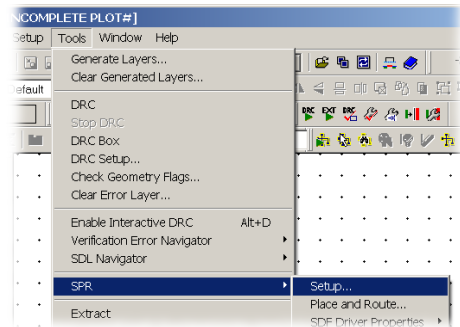 NCOMPLETE PLOT#]
Setup Tools Window Help
Generate Layers...
Clear Generated Layers...
efault
DRC
Stop DRC
DRC Box
DRC Setup...
Check Geometry Flags...
Clear Error Layer...
DRC EXT DRC
Enable Interactive DRC Alt+D
Verification Error Navigator
SDL Navigator
SPR
Setup...
Place and Route...
SDF Driver Properties
Extract